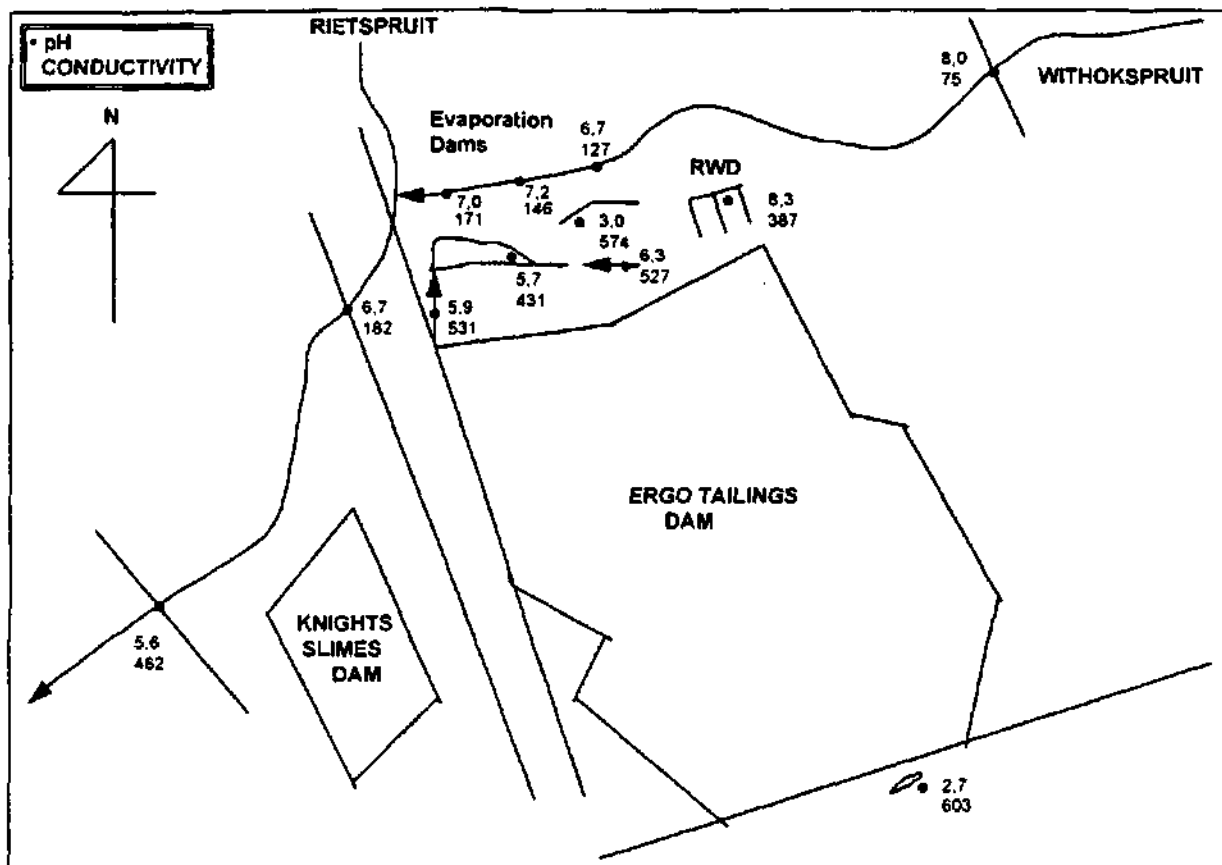 RIETSPRUIT
• pH
CONDUCTIVITY
N
8,0
75
WITHOKSPRUIT
Evaporation
Dams
6,7
127
RWD
7,0
171
7,2
146
3,0
574
8,3
387
6,3
527
5,7
431
5,9
531
6,7
182
ERGO TAILINGS
DAM
KNIGHTS
SLIMES
DAM
5,6
462
2,7
603